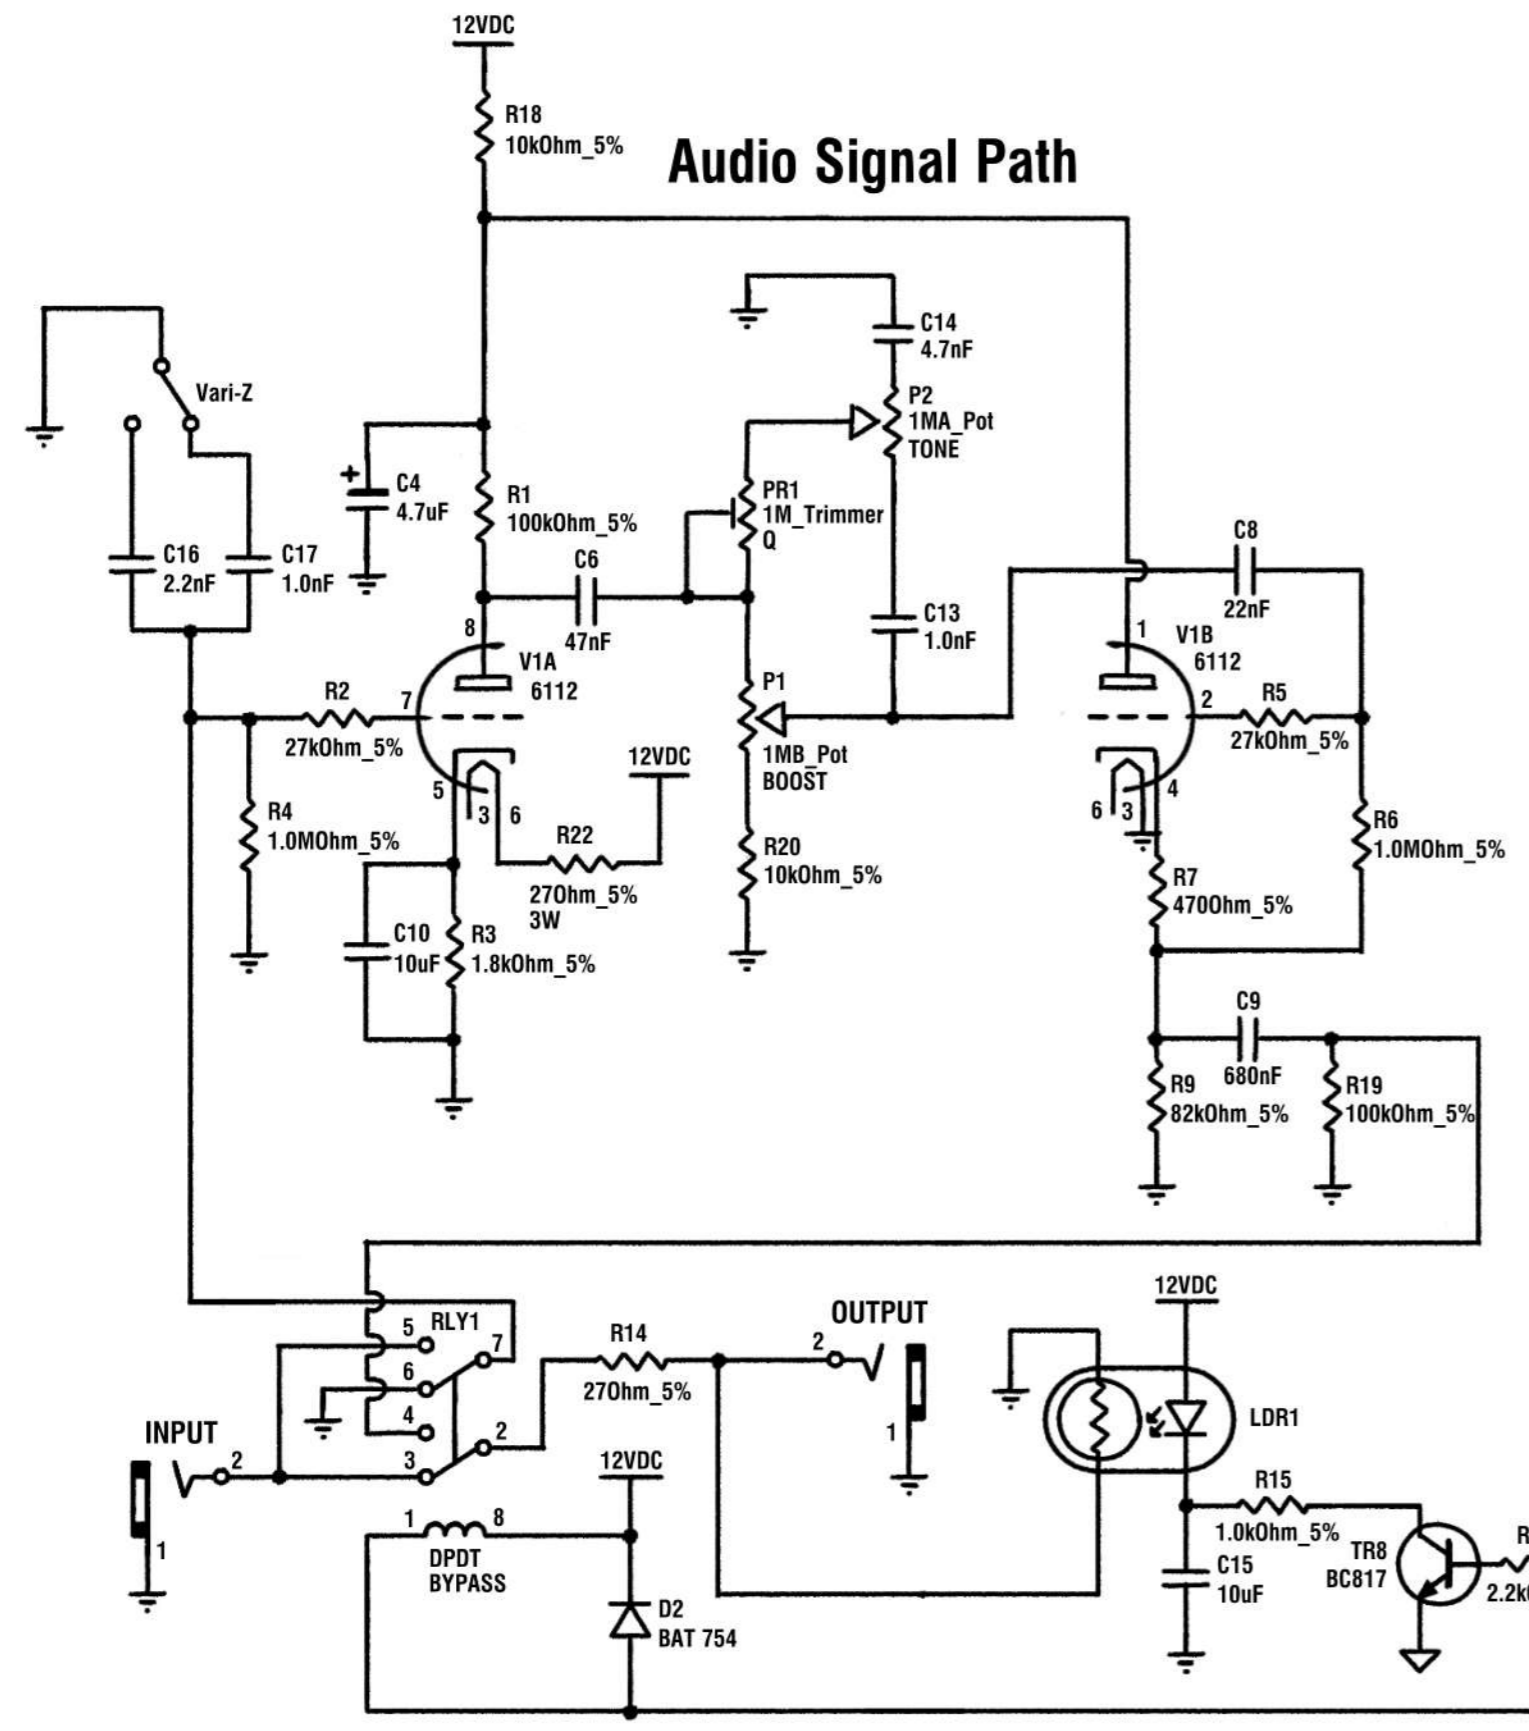 12VDC
R18
10kOhm_5%
Audio Signal Path
C14
4.7nF
Vari-Z
P2
1MA_Pot
TONE
C4
4.7uF
+
R1
100kOhm_5%
PR1
1M_Trimmer
Q
C16
2.2nF
C17
1.0nF
C6
47nF
C13
1.0nF
C8
22nF
8
V1A
6112
1
V1B
6112
R2
27kOhm_5%
7
P1
1MB_Pot
BOOST
2
R5
27kOhm_5%
12VDC
5
3
6
6
3
4
R4
1.0MOhm_5%
R22
27Ohm_5%
3W
R20
10kOhm_5%
R6
1.0MOhm_5%
R7
470Ohm_5%
C10
10uF
R3
1.8kOhm_5%
C9
680nF
R9
82kOhm_5%
R19
100kOhm_5%
12VDC
OUTPUT
RLY1
5
7
6
4
2
3
R14
27Ohm_5%
2
1
LDR1
INPUT
2
1
12VDC
1
8
DPDT
BYPASS
D2
BAT 754
R15
1.0kOhm_5%
C15
10uF
TR8
BC817
R
2.2k